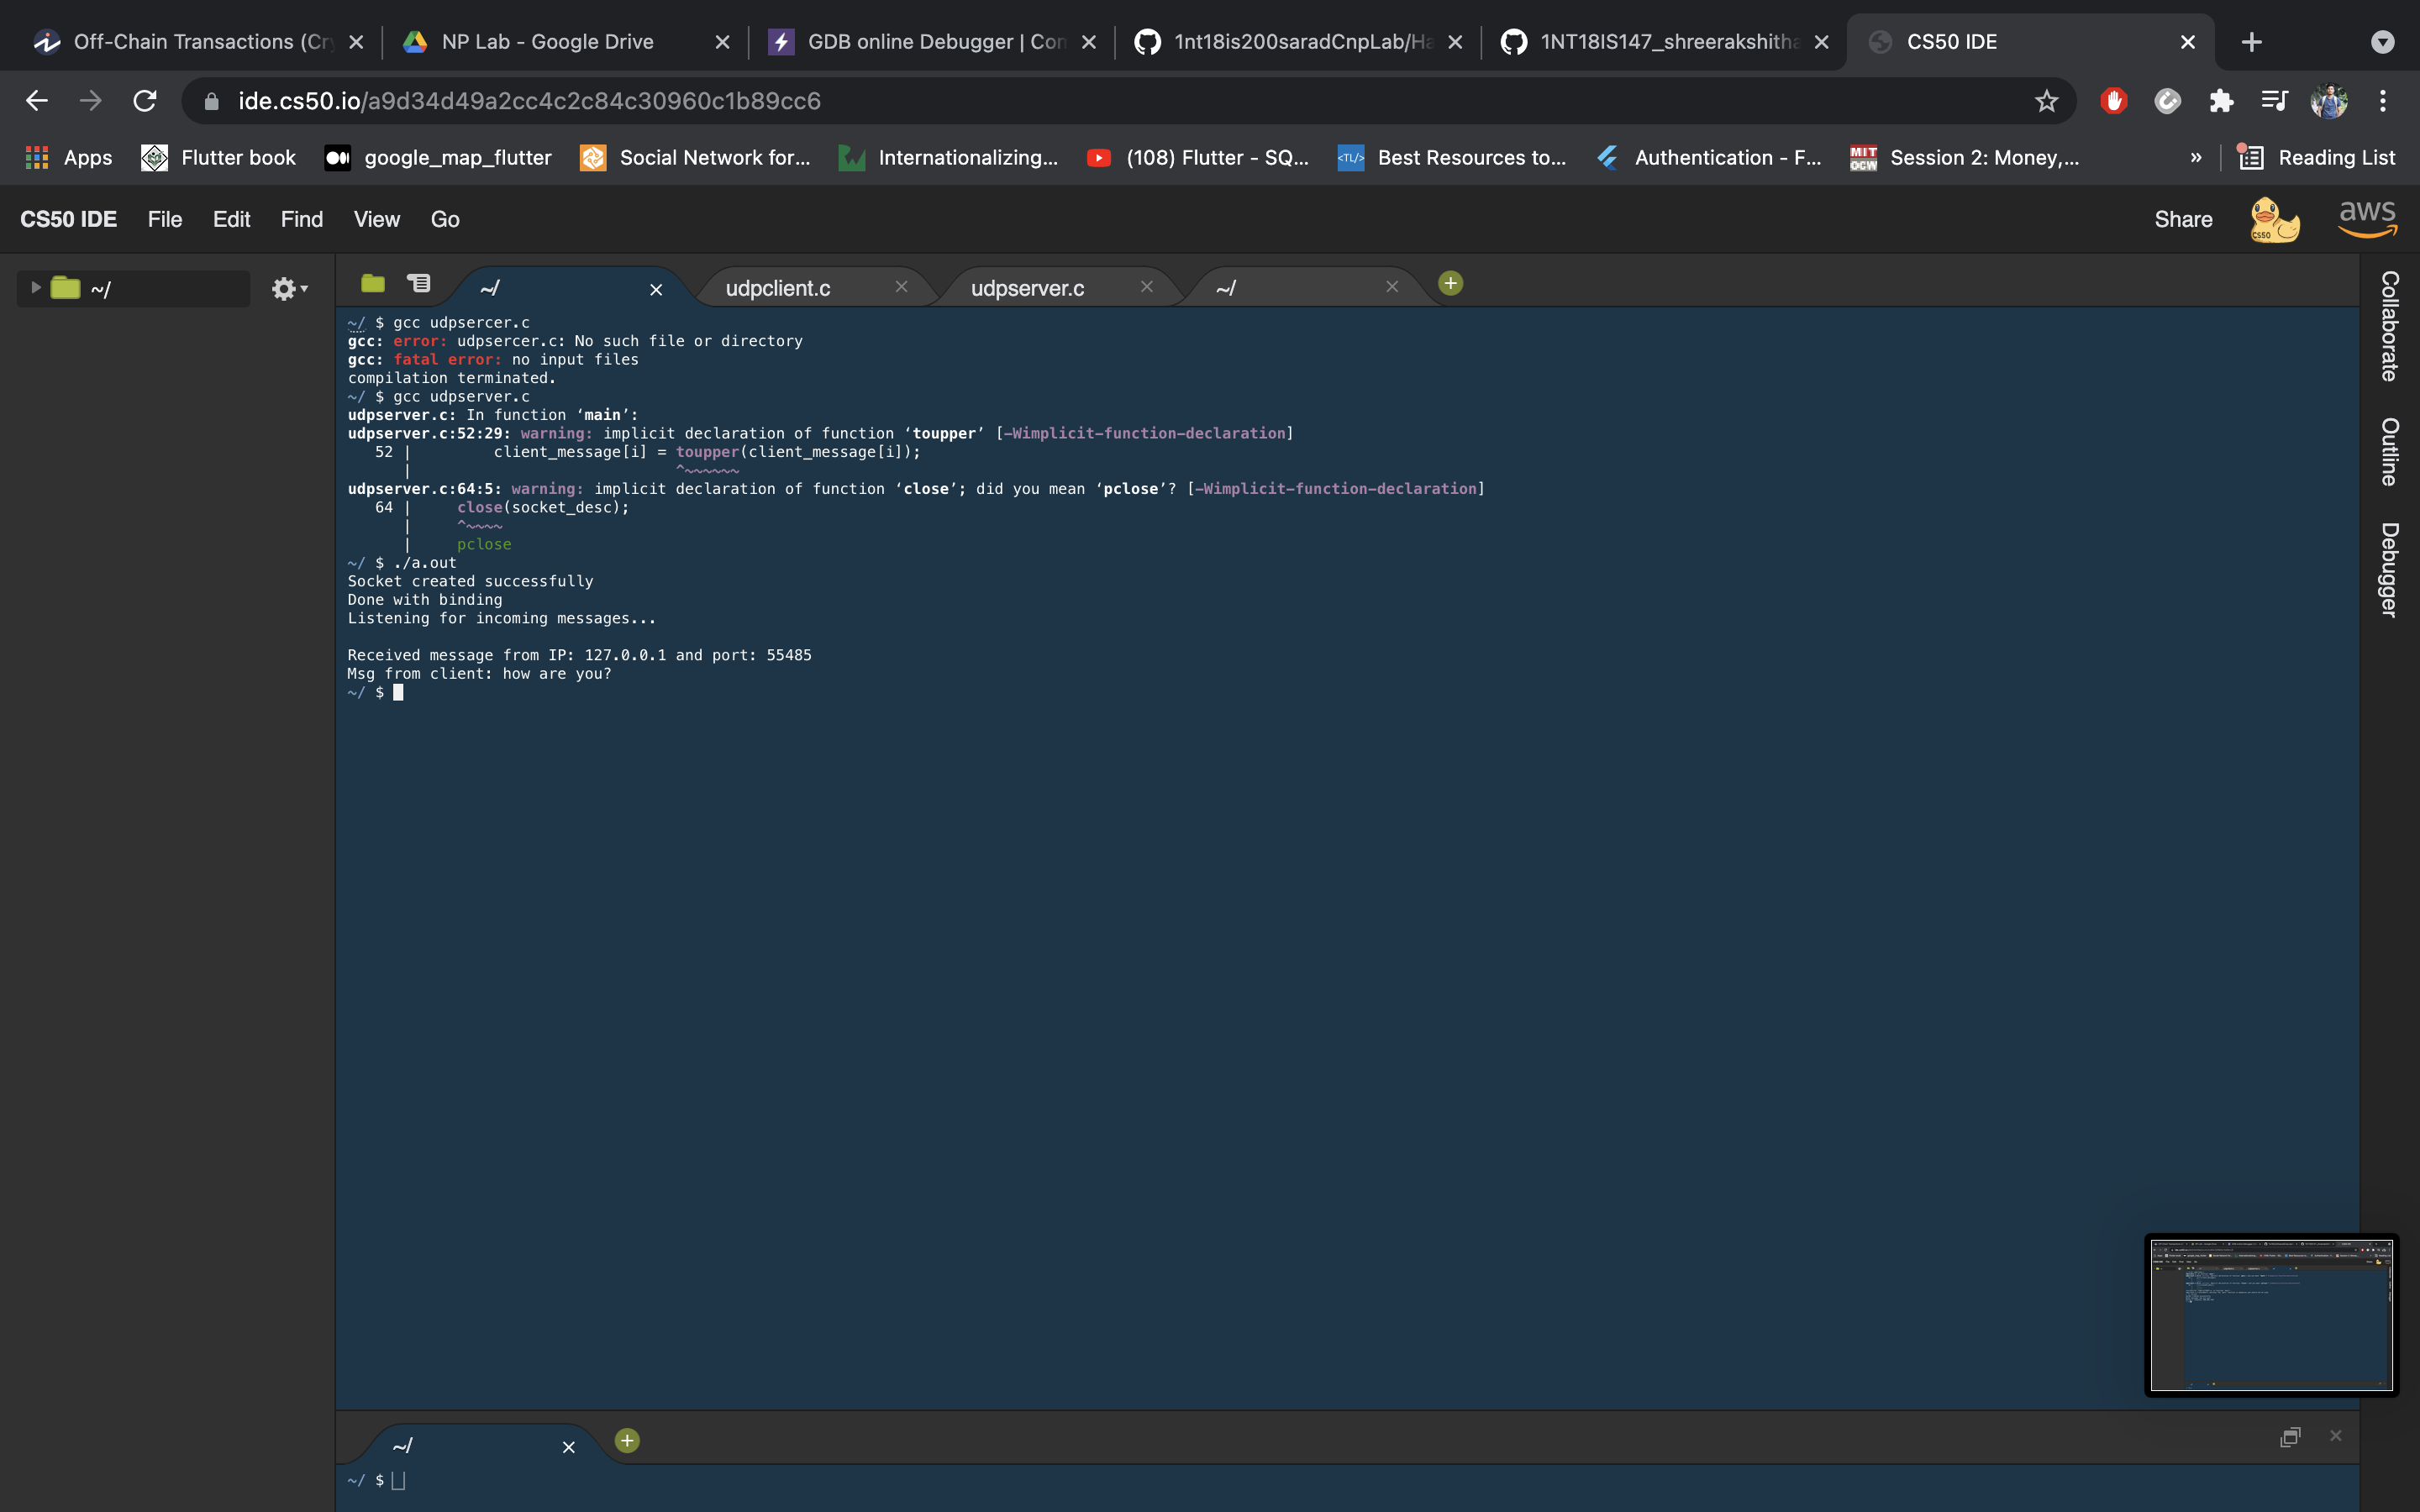 Off-Chain Transactions (Cr
NP Lab - Google Drive
GDB online Debugger | Con
1nt18is200saradCnpLab/Ha
1NT18IS147_shreerakshitha
CS50 IDE
ide.cs50.io/a9d34d49a2cc4c2c84c30960c1b89cc6
Apps
Flutter book
google_map_flutter
Social Network for...
Internationalizing...
(108) Flutter - SQ...
<TL/>
Best Resources to...
Authentication - F...
MIT
OCW
Session 2: Money,...
»
Reading List
CS50 IDE File Edit Find View Go
Share
CS50
aws
~/
~/
udpclient.c
udpserver.c
~/
~/ $ gcc udpsercer.c
gcc: error: udpsercer.c: No such file or directory
gcc: fatal error: no input files
compilation terminated.
~/ $ gcc udpserver.c
udpserver.c: In function ‘main’:
udpserver.c:52:29: warning: implicit declaration of function ‘toupper’ [-Wimplicit-function-declaration]
52 | client_message[i] = toupper(client_message[i]);
| ^~~~~~~
udpserver.c:64:5: warning: implicit declaration of function ‘close’; did you mean ‘pclose’? [-Wimplicit-function-declaration]
64 | close(socket_desc);
| ^~~~~
| pclose
~/ $ ./a.out
Socket created successfully
Done with binding
Listening for incoming messages...
Received message from IP: 127.0.0.1 and port: 55485
Msg from client: how are you?
~/ $
Collaborate
Outline
Debugger
~/
~/ $